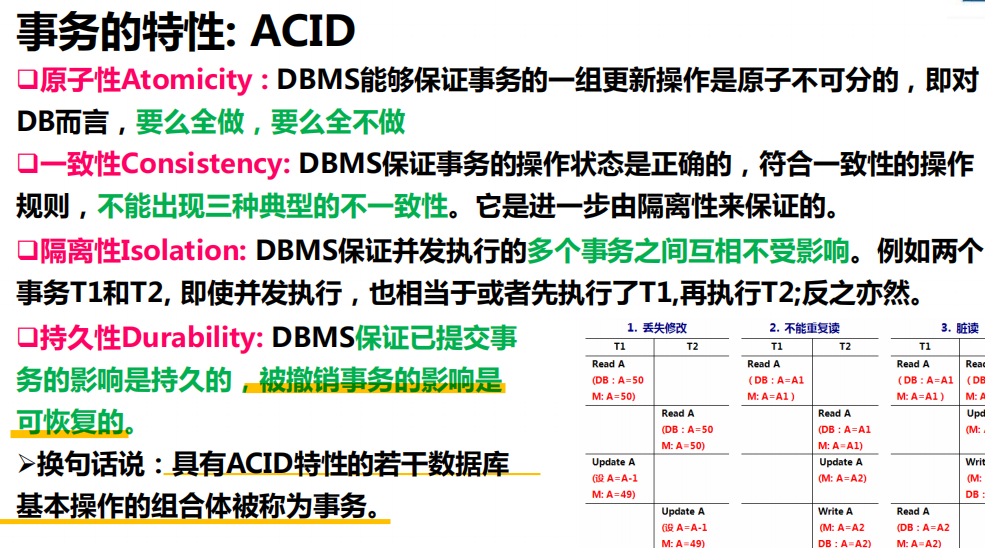 事务的特性: ACID
❑原子性Atomicity : DBMS能够保证事务的一组更新操作是原子不可分的，即对
DB而言，要么全做，要么全不做
❑一致性Consistency: DBMS保证事务的操作状态是正确的，符合一致性的操作
规则，不能出现三种典型的不一致性。它是进一步由隔离性来保证的。
❑隔离性Isolation: DBMS保证并发执行的多个事务之间互相不受影响。例如两个
事务T1和T2, 即使并发执行，也相当于或者先执行了T1,再执行T2;反之亦然。
❑持久性Durability: DBMS保证已提交事
务的影响是持久的，被撤销事务的影响是
可恢复的。
➢换句话说：具有ACID特性的若干数据库
基本操作的组合体被称为事务。
1. 丢失修改
T1 T2
Read A
(DB：A=50
M: A=50)
Read A
(DB：A=50
M: A=50)
Update A
(设 A=A-1
M: A=49)
Update A
(设 A=A-1
M: A=49)
2. 不能重复读
T1 T2
Read A
( DB：A=A1
M: A=A1 )
Read A
(DB：A=A1
M: A=A1)
Update A
(M: A=A2)
Write A
(M: A=A2
DB：A=A2)
3. 脏读
T1
Read A
( DB：A=A1
M: A=A1 )
Read A
(DB：A=A2
M: A=A2)